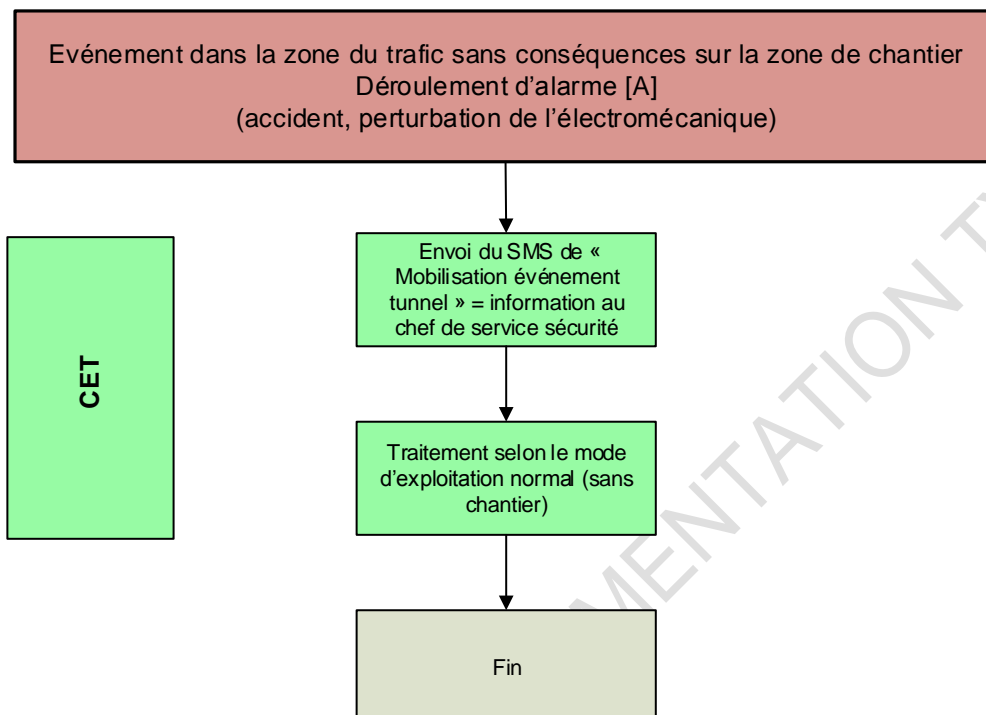 Evénement dans la zone du trafic sans conséquences sur la zone de chantier
Déroulement d'alarme [A]
(accident, perturbation de l'électromécanique)
Envoi du SMS de «
Mobilisation événement
tunnel » = information au
chef de service sécurité
CET
Traitement selon le mode
d'exploitation normal (sans
chantier)
Fin